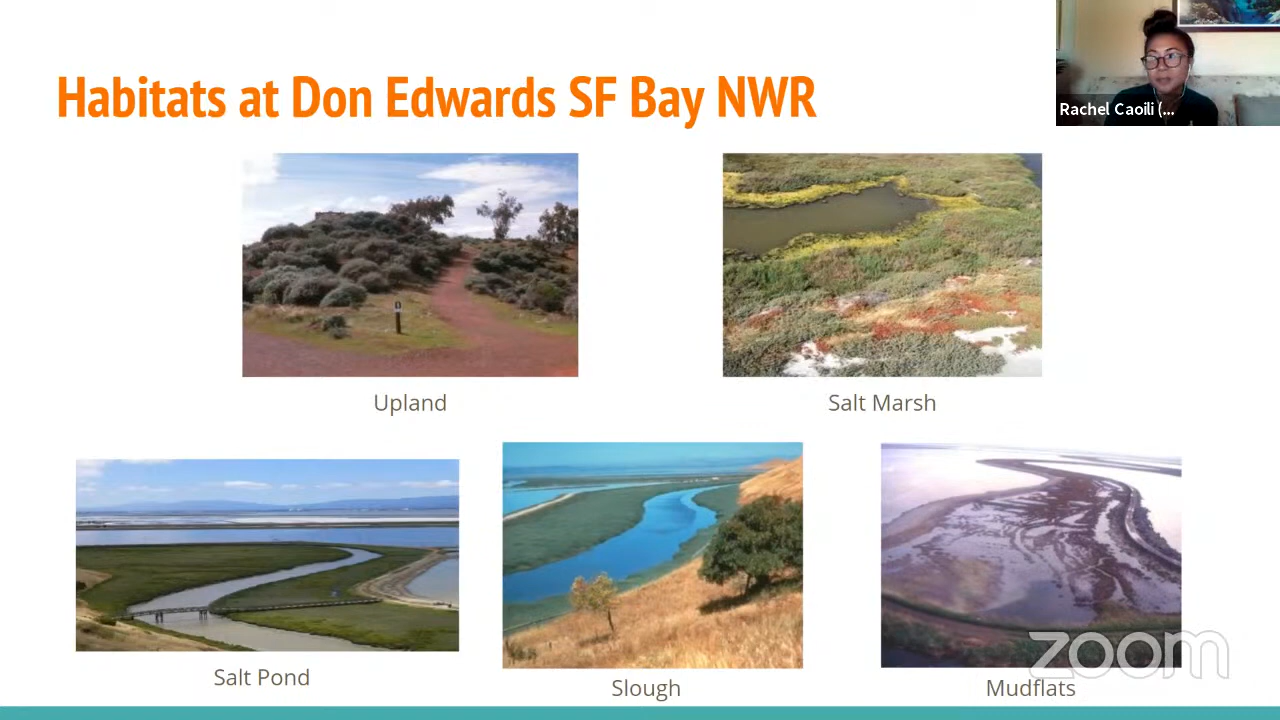 Habitats at Don Edwards SF Bay NWR
Rachel Caoili (...
Upland
Salt Marsh
Salt Pond
Slough
Mudflats
zoom